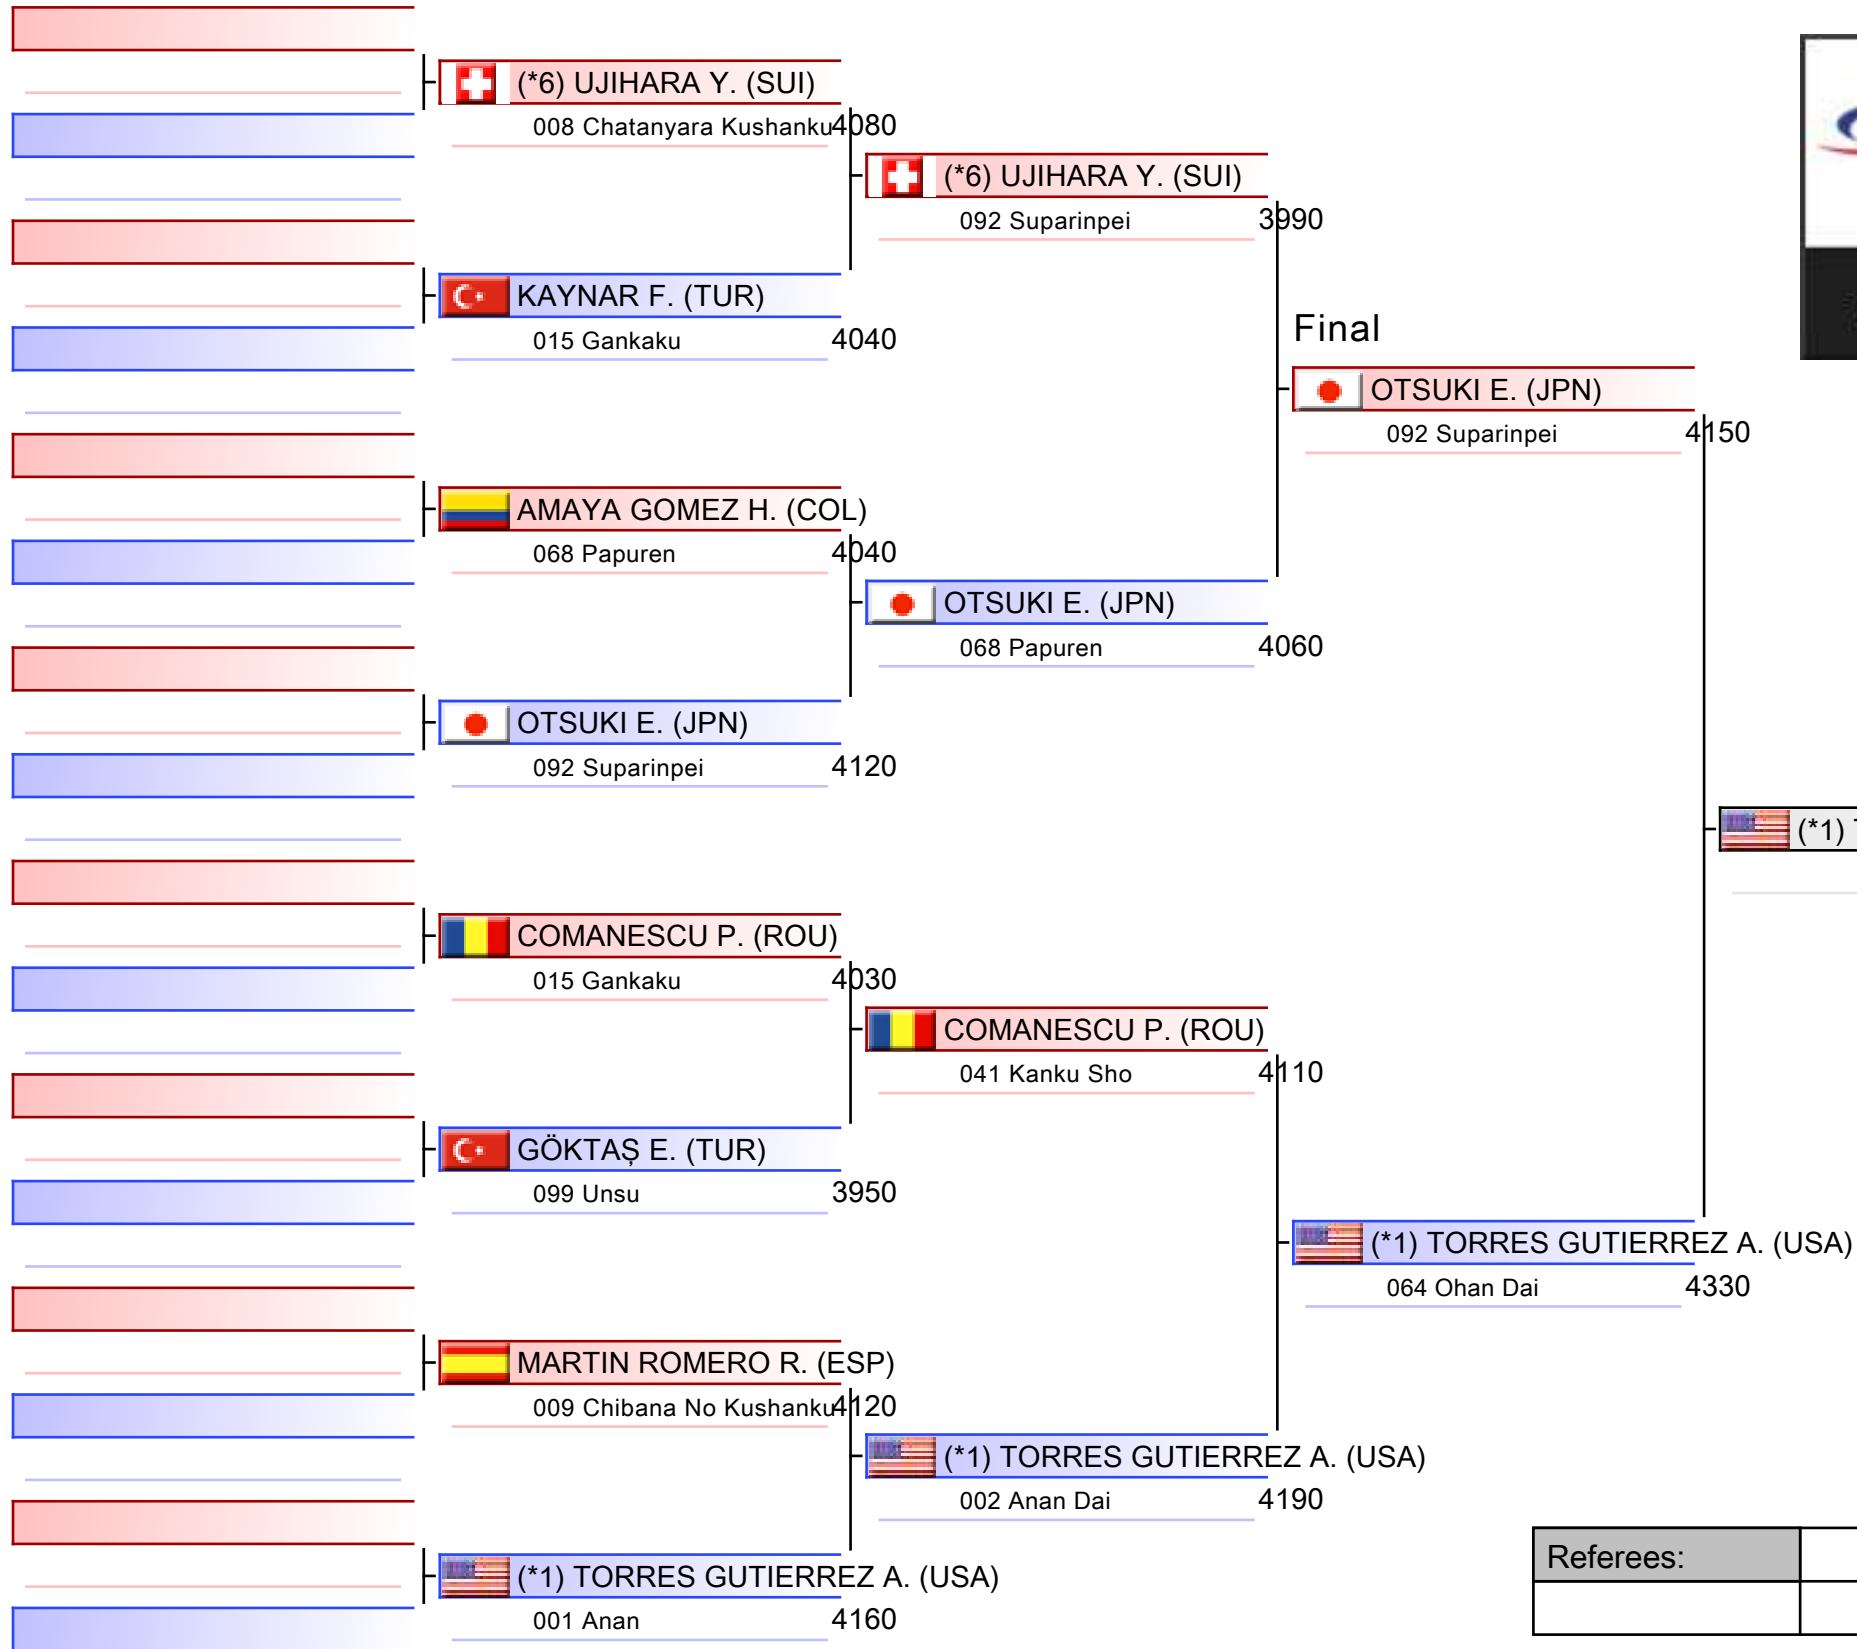 (*6) UJIHARA Y. (SUI)
008 Chatanyara Kushanku 4080
KAYNAR F. (TUR)
015 Gankaku 4040
AMAYA GOMEZ H. (COL)
068 Papuren 4040
OTSUKI E. (JPN)
092 Suparinpei 4120
COMANESCU P. (ROU)
015 Gankaku 4030
GÖKTAŞ E. (TUR)
099 Unsu 3950
MARTIN ROMERO R. (ESP)
009 Chibana No Kushanku 4120
(*1) TORRES GUTIERREZ A. (USA)
001 Anan 4160
(*6) UJIHARA Y. (SUI)
092 Suparinpei 3990
OTSUKI E. (JPN)
068 Papuren 4060
COMANESCU P. (ROU)
041 Kanku Sho 4110
(*1) TORRES GUTIERREZ A. (USA)
002 Anan Dai 4190
Final
OTSUKI E. (JPN)
092 Suparinpei 4150
(*1) TORRES GUTIERREZ A. (USA)
064 Ohan Dai 4330
(*1)
Referees: